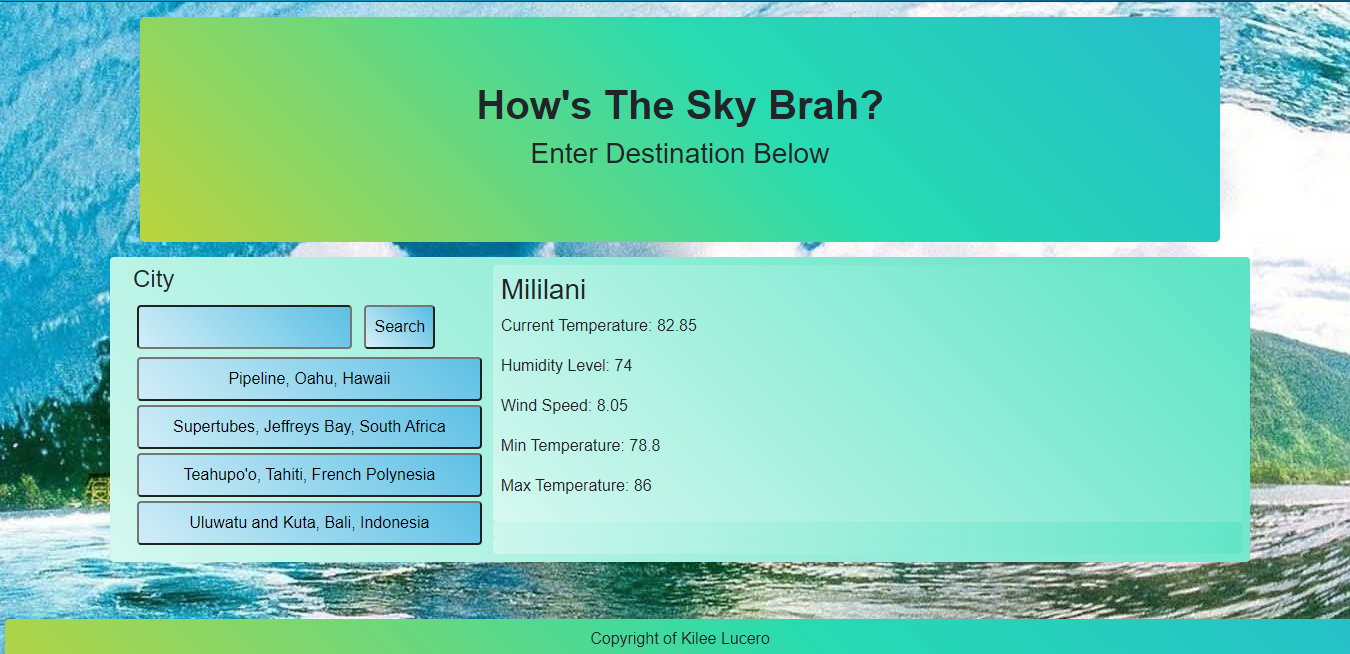 How's The Sky Brah?
Enter Destination Below
City
Search
Pipeline, Oahu, Hawaii
Supertubes, Jeffreys Bay, South Africa
Teahupo'o, Tahiti, French Polynesia
Uluwatu and Kuta, Bali, Indonesia
Mililani
Current Temperature: 82.85
Humidity Level: 74
Wind Speed: 8.05
Min Temperature: 78.8
Max Temperature: 86
Copyright of Kilee Lucero